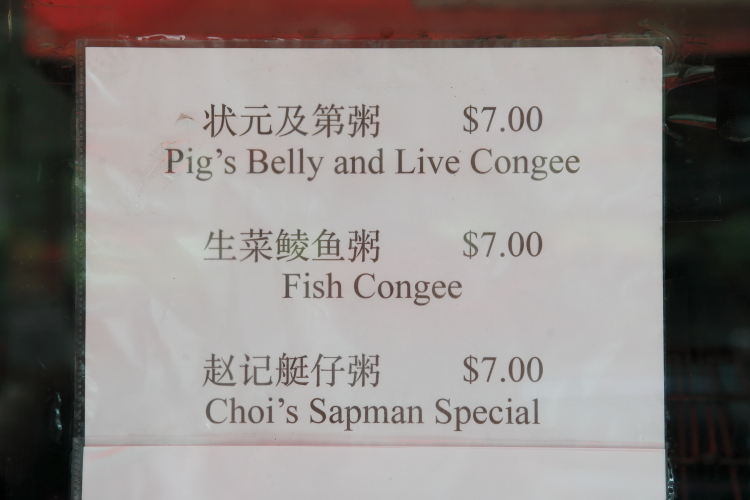 状元及第粥 $7.00
Pig's Belly and Live Congee
生菜鲮鱼粥 $7.00
Fish Congee
赵记艇仔粥 $7.00
Choi's Sapman Special